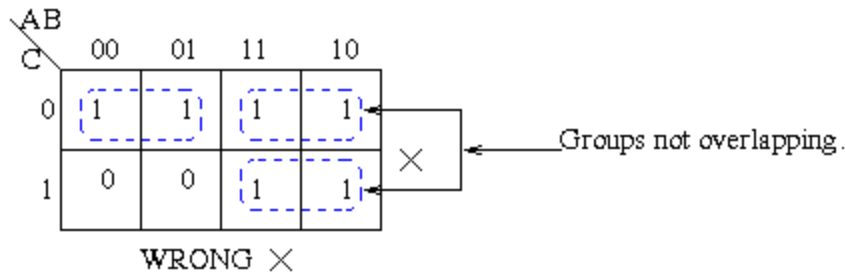 AB
C 00 01 11 10
0 1 1 1 1
Groups not overlapping.
1 0 0 1 1
WRONG ×